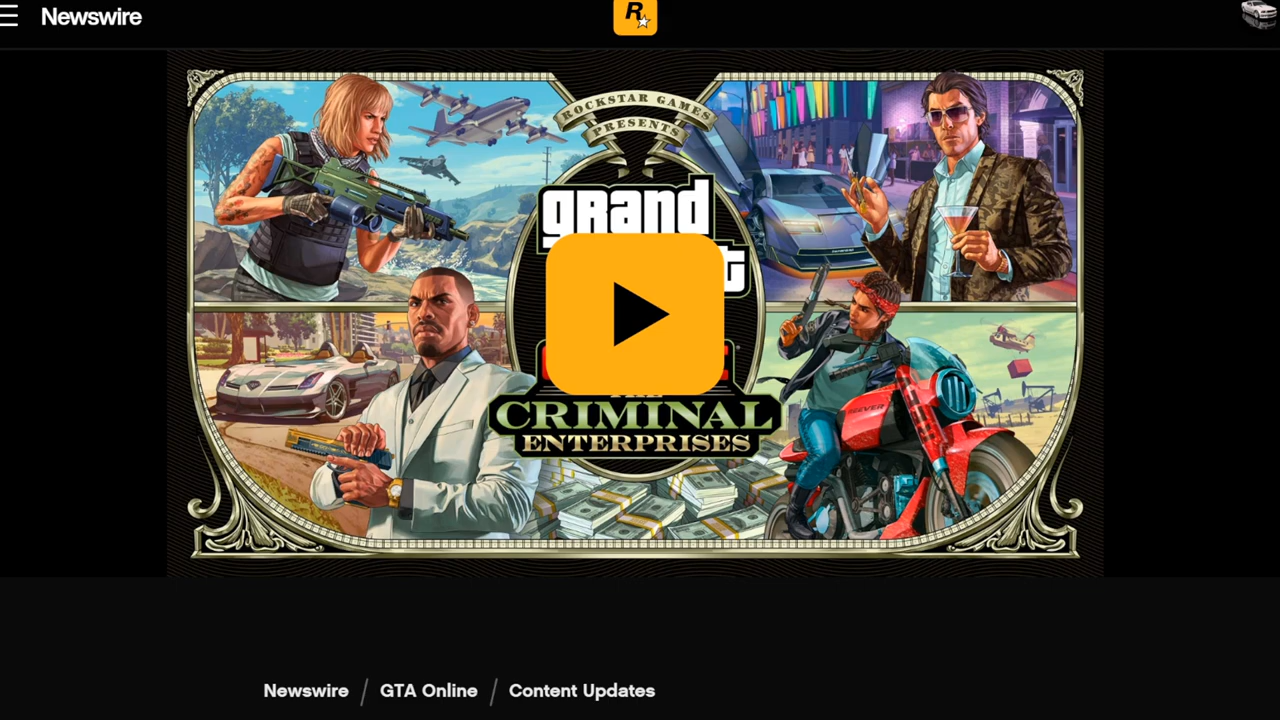 Newswire
R
ROCKSTAR GAMES
PRESENTS
grand
t
CRIMINAL
ENTERPRISES
Newswire / GTA Online / Content Updates